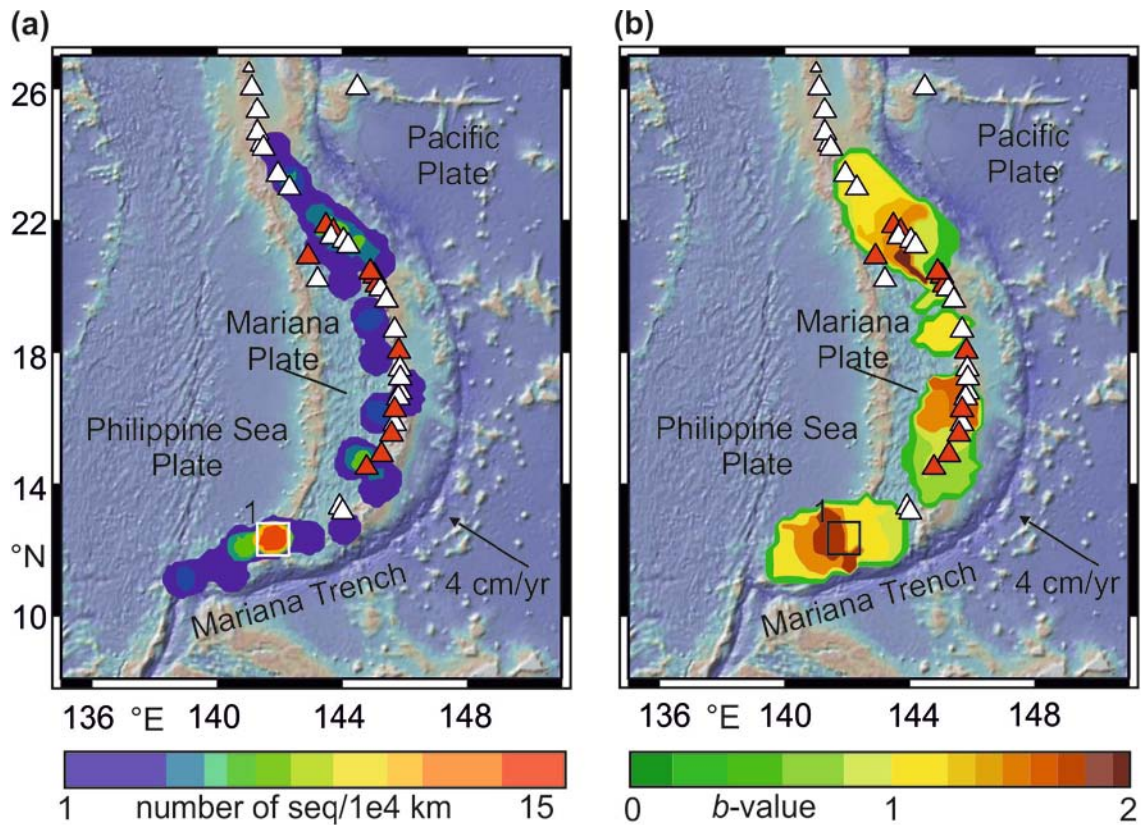 (a)
26
22
18
14
°N
10
Pacific
Plate
Mariana
Plate
Philippine Sea
Plate
1
Mariana Trench
4 cm/yr
136 °E 140 144 148
1 number of seq/1e4 km 15
(b)
Pacific
Plate
Mariana
Plate
Philippine Sea
Plate
1
Mariana Trench
4 cm/yr
136 °E 140 144 148
0 b-value 1 2